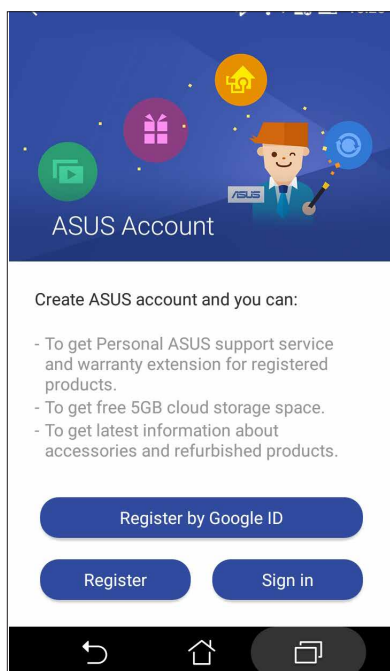 ASUS
ASUS Account
Create ASUS account and you can:
- To get Personal ASUS support service
and warranty extension for registered
products.
- To get free 5GB cloud storage space.
- To get latest information about
accessories and refurbished products.
Register by Google ID
Register
Sign in